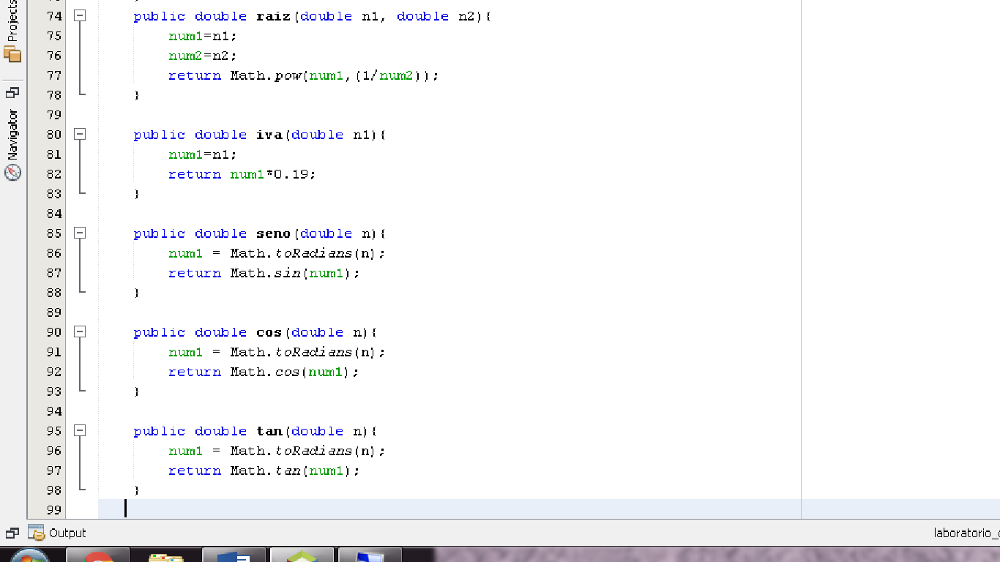 Projects
Navigator
74 public double raiz(double n1, double n2){
75 num1=n1;
76 num2=n2;
77 return Math.pow(num1,(1/num2));
78 }
79
80 public double iva(double n1){
81 num1=n1;
82 return num1*0.19;
83 }
84
85 public double seno(double n){
86 num1 = Math.toRadians(n);
87 return Math.sin(num1);
88 }
89
90 public double cos(double n){
91 num1 = Math.toRadians(n);
92 return Math.cos(num1);
93 }
94
95 public double tan(double n){
96 num1 = Math.toRadians(n);
97 return Math.tan(num1);
98 }
99
Output
laboratorio_